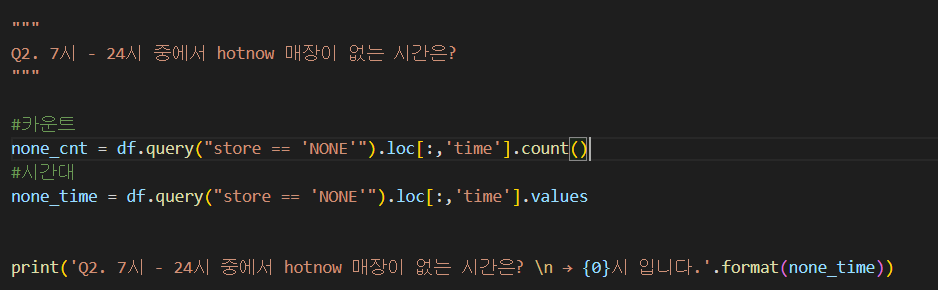 """
Q2. 7시 - 24시 중에서 hotnow 매장이 없는 시간은?
"""
#카운트
none_cnt = df.query("store == 'NONE'").loc[:,'time'].count()
#시간대
none_time = df.query("store == 'NONE'").loc[:,'time'].values
print('Q2. 7시 - 24시 중에서 hotnow 매장이 없는 시간은? \n → {0}시 입니다.'.format(none_time))